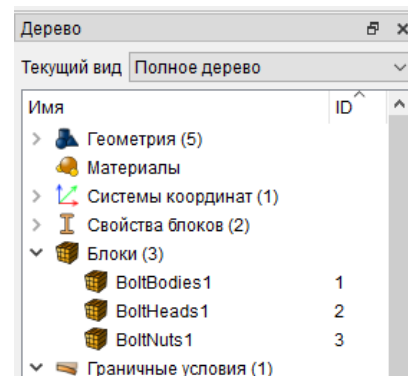 Дерево
Текущий вид Полное дерево
Имя ID
Геометрия (5)
Материалы
Системы координат (1)
Свойства блоков (2)
Блоки (3)
BoltBodies1 1
BoltHeads1 2
BoltNuts1 3
Граничные условия (1)